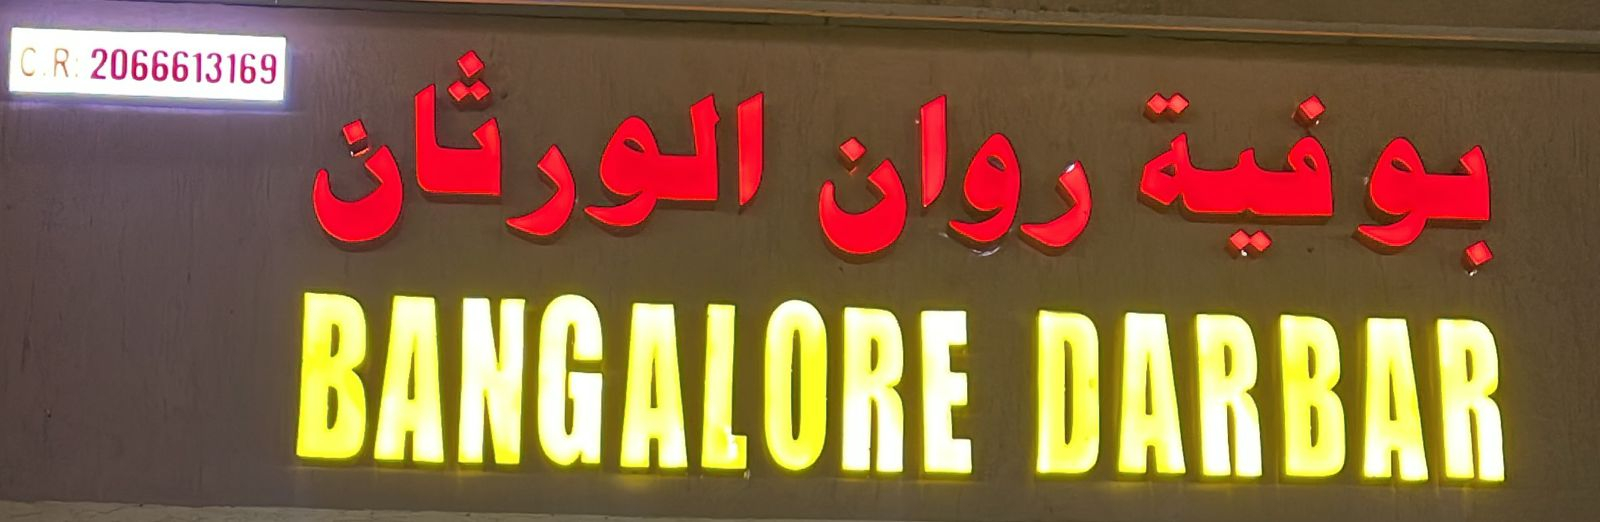 C.R: 2066613169
بوفية روان الورثان
BANGALORE DARBAR